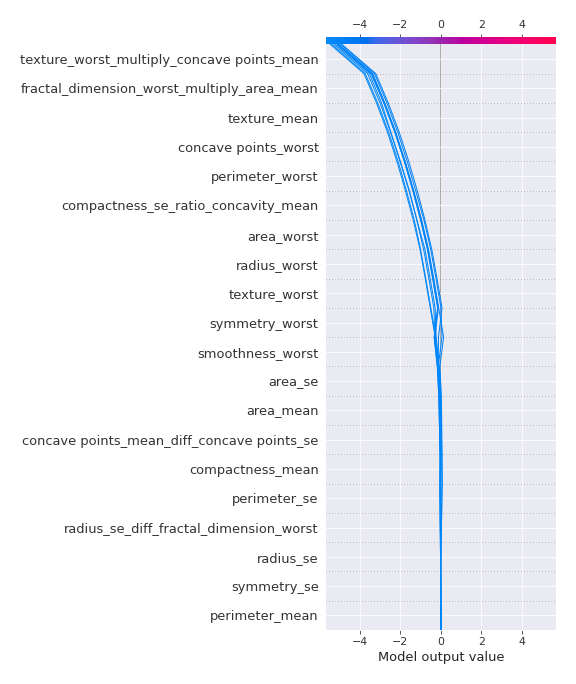 −4 −2 0 2 4
texture_worst_multiply_concave points_mean
fractal_dimension_worst_multiply_area_mean
texture_mean
concave points_worst
perimeter_worst
compactness_se_ratio_concavity_mean
area_worst
radius_worst
texture_worst
symmetry_worst
smoothness_worst
area_se
area_mean
concave points_mean_diff_concave points_se
compactness_mean
perimeter_se
radius_se_diff_fractal_dimension_worst
radius_se
symmetry_se
perimeter_mean
−4 −2 0 2 4
Model output value